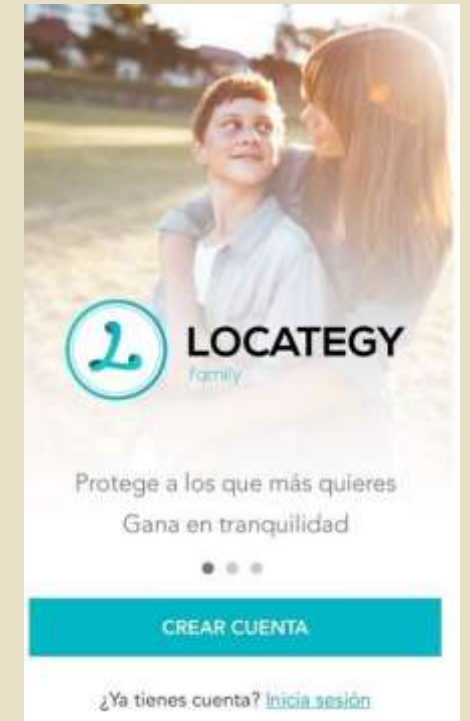 L
LOCATEGY
family
Protege a los que más quieres
Gana en tranquilidad
CREAR CUENTA
¿Ya tienes cuenta? Inicia sesión